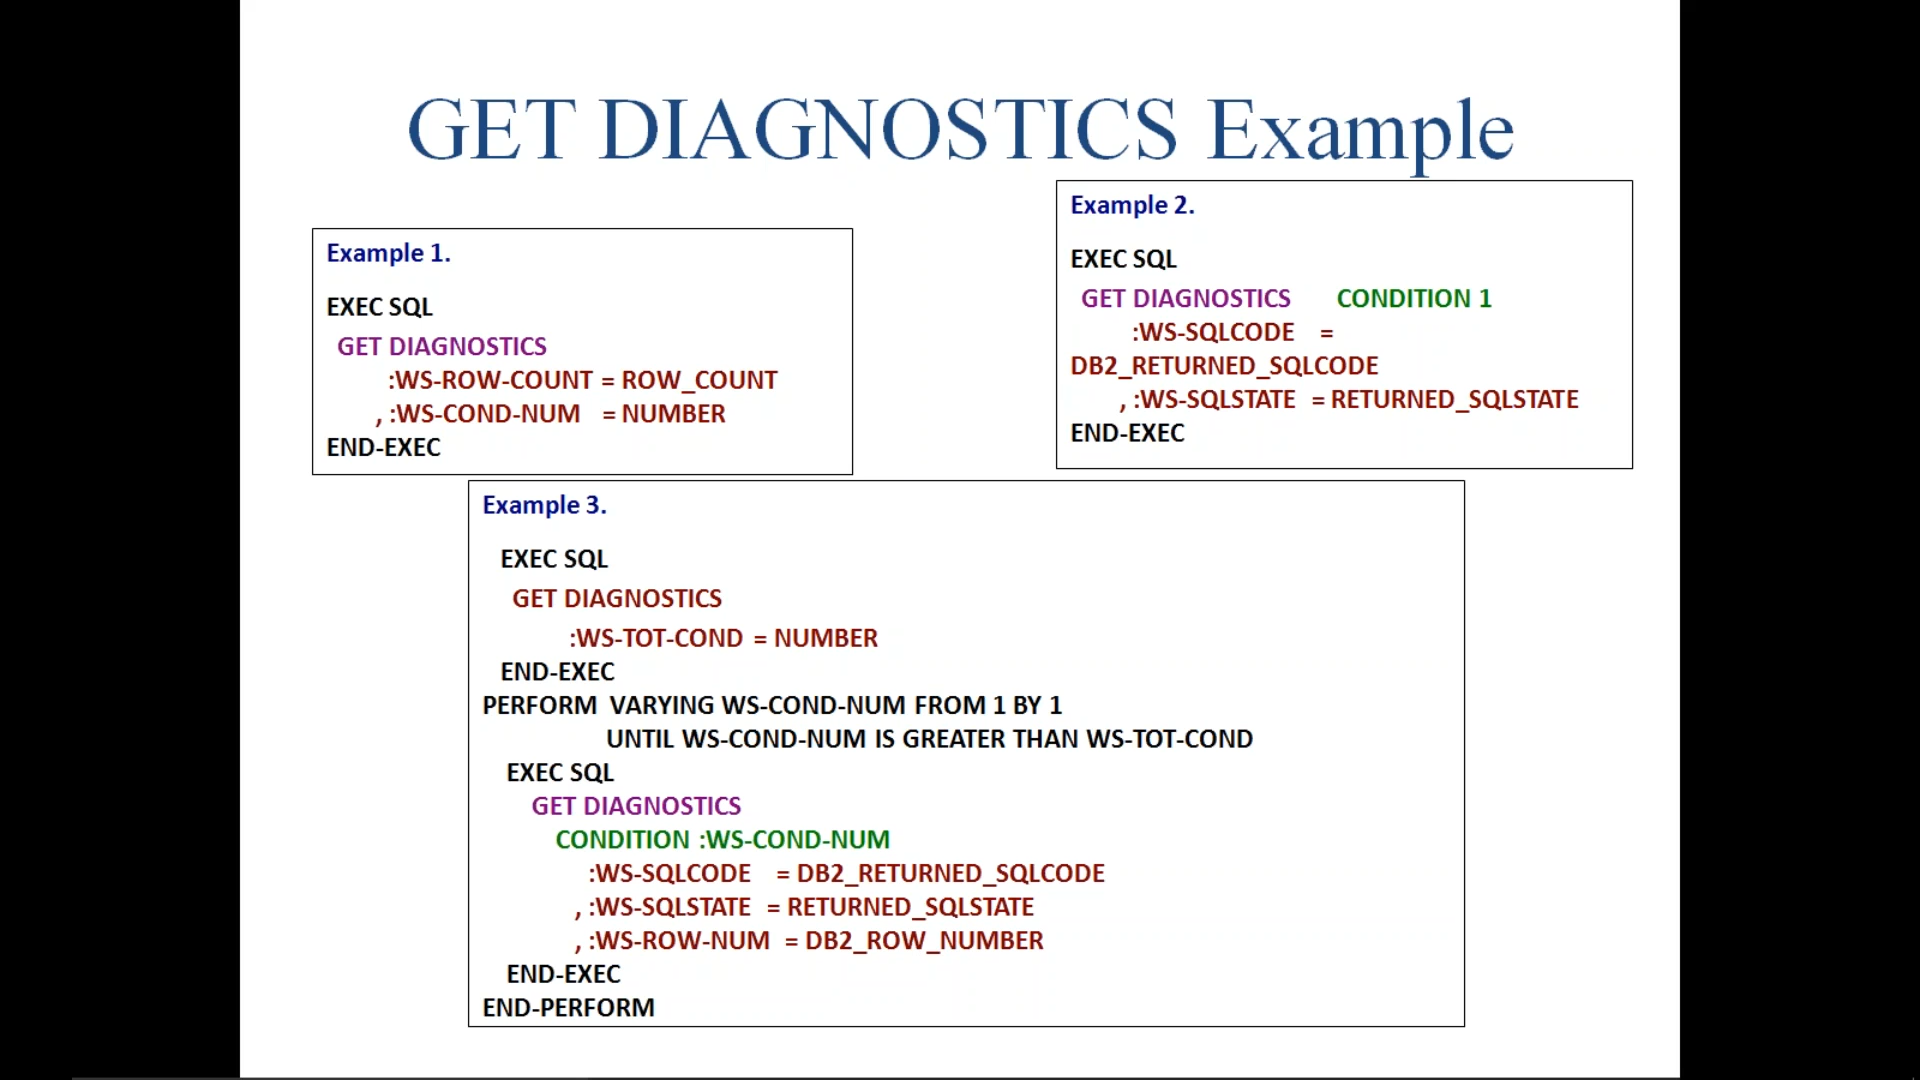 GET DIAGNOSTICS Example
Example 1.
EXEC SQL
GET DIAGNOSTICS
:WS-ROW-COUNT = ROW_COUNT
, :WS-COND-NUM = NUMBER
END-EXEC
Example 2.
EXEC SQL
GET DIAGNOSTICS CONDITION 1
:WS-SQLCODE =
DB2_RETURNED_SQLCODE
, :WS-SQLSTATE = RETURNED_SQLSTATE
END-EXEC
Example 3.
EXEC SQL
GET DIAGNOSTICS
:WS-TOT-COND = NUMBER
END-EXEC
PERFORM VARYING WS-COND-NUM FROM 1 BY 1
UNTIL WS-COND-NUM IS GREATER THAN WS-TOT-COND
EXEC SQL
GET DIAGNOSTICS
CONDITION :WS-COND-NUM
:WS-SQLCODE = DB2_RETURNED_SQLCODE
, :WS-SQLSTATE = RETURNED_SQLSTATE
, :WS-ROW-NUM = DB2_ROW_NUMBER
END-EXEC
END-PERFORM